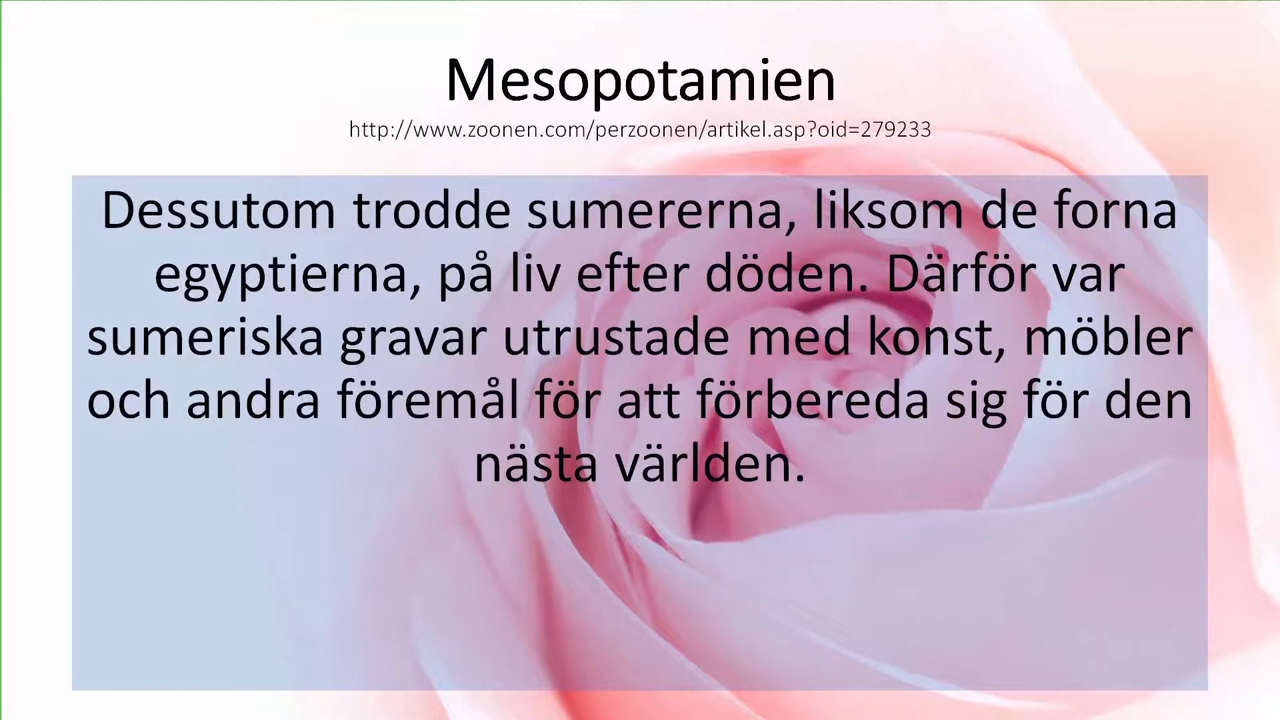 Mesopotamien
http://www.zoonen.com/perzoonen/artikel.asp?oid=279233
Dessutom trodde sumererna, liksom de forna
egyptierna, på liv efter döden. Därför var
sumeriska gravar utrustade med konst, möbler
och andra föremål för att förbereda sig för den
nästa världen.